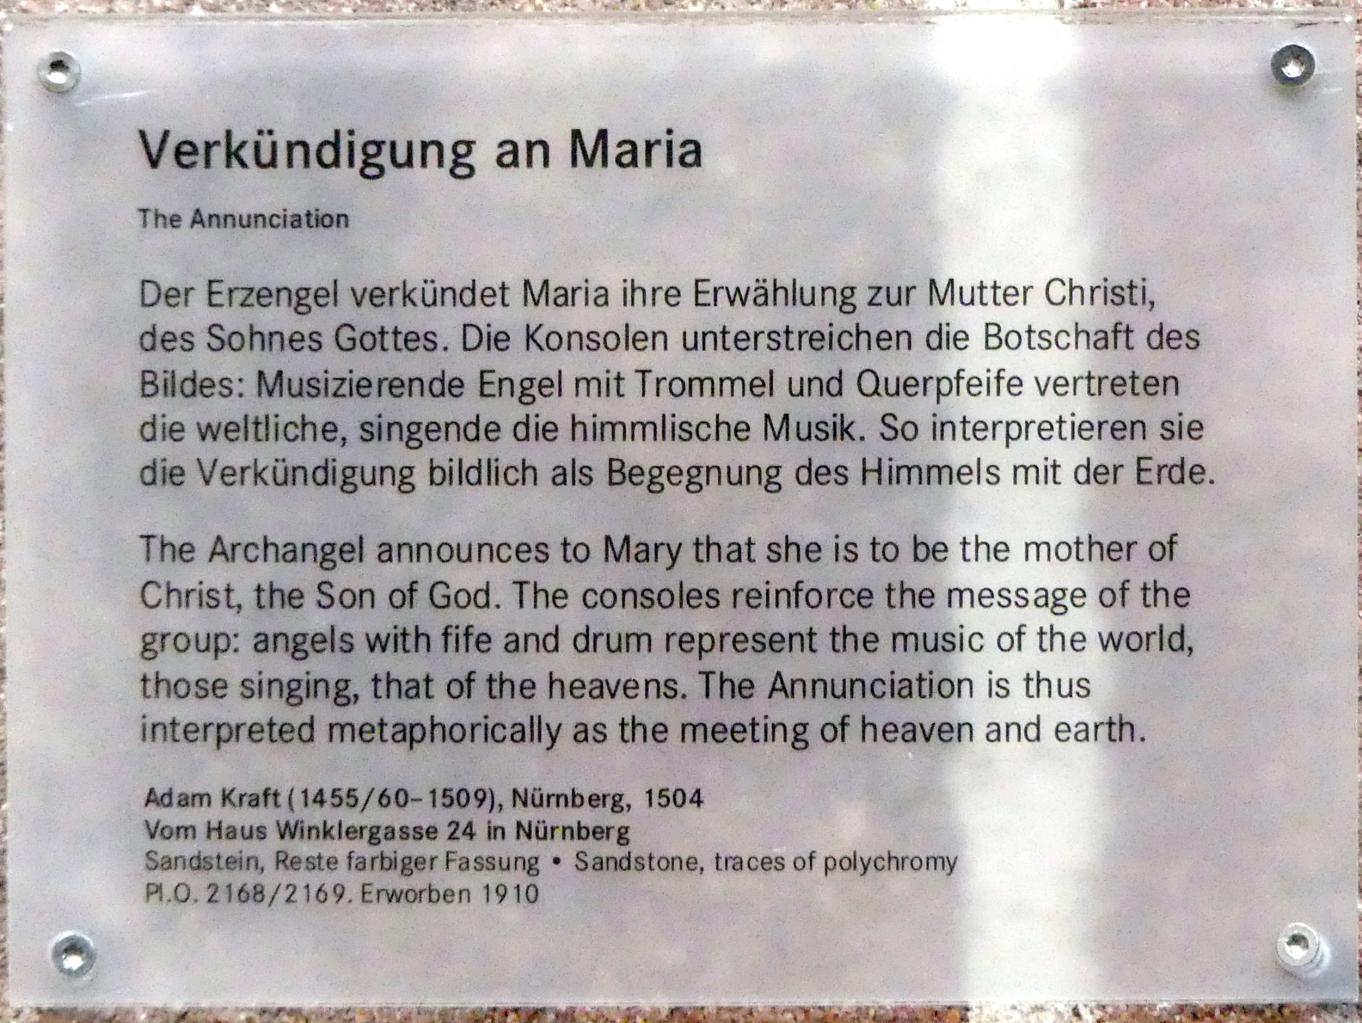 Verkündigung an Maria
The Annunciation
Der Erzengel verkündet Maria ihre Erwählung zur Mutter Christi,
des Sohnes Gottes. Die Konsolen unterstreichen die Botschaft des
Bildes: Musizierende Engel mit Trommel und Querpfeife vertreten
die weltliche, singende die himmlische Musik. So interpretieren sie
die Verkündigung bildlich als Begegnung des Himmels mit der Erde.
The Archangel announces to Mary that she is to be the mother of
Christ, the Son of God. The consoles reinforce the message of the
group: angels with fife and drum represent the music of the world,
those singing, that of the heavens. The Annunciation is thus
interpreted metaphorically as the meeting of heaven and earth.
Adam Kraft (1455/60–1509), Nürnberg, 1504
Vom Haus Winklergasse 24 in Nürnberg
Sandstein, Reste farbiger Fassung • Sandstone, traces of polychromy
Pl.O. 2168/2169. Erworben 1910